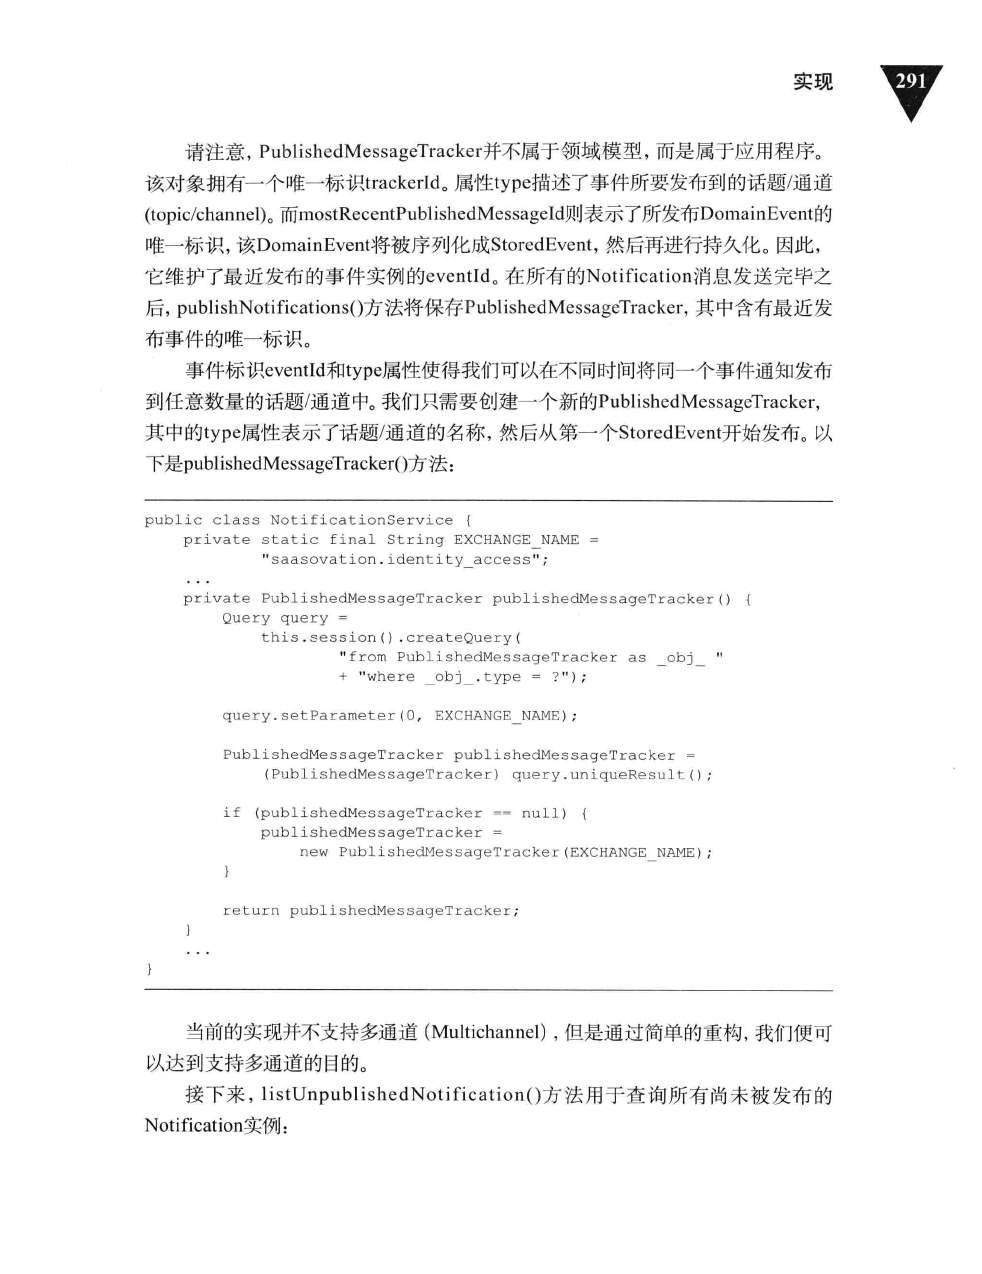 实现
291
请注意, PublishedMessageTracker并不属于领域模型, 而是属于应用程序。
该对象拥有一个唯一标识trackerId。属性type描述了事件所要发布到的话题/通道
(topic/channel)。而mostRecentPublishedMessageId则表示了所发布DomainEvent的
唯一标识, 该DomainEvent将被序列化成StoredEvent, 然后再进行持久化。因此,
它维护了最近发布的事件实例的eventId。在所有的Notification消息发送完毕之
后, publishNotifications()方法将保存PublishedMessageTracker, 其中含有最近发
布事件的唯一标识。
事件标识eventId和type属性使得我们可以在不同时间将同一个事件通知发布
到任意数量的话题/通道中。我们只需要创建一个新的PublishedMessageTracker,
其中的type属性表示了话题/通道的名称, 然后从第一个StoredEvent开始发布。以
下是publishedMessageTracker()方法:
public class NotificationService {
    private static final String EXCHANGE_NAME =
            "saasovation.identity_access";
    ...
    private PublishedMessageTracker publishedMessageTracker() {
        Query query =
            this.session().createQuery(
                    "from PublishedMessageTracker as _obj_ "
                    + "where _obj_.type = ?");
        query.setParameter(0, EXCHANGE_NAME);
        PublishedMessageTracker publishedMessageTracker =
            (PublishedMessageTracker) query.uniqueResult();
        if (publishedMessageTracker == null) {
            publishedMessageTracker =
                new PublishedMessageTracker(EXCHANGE_NAME);
        }
        return publishedMessageTracker;
    }
    ...
}
当前的实现并不支持多通道 (Multichannel) , 但是通过简单的重构, 我们便可
以达到支持多通道的目的。
接下来, listUnpublishedNotification()方法用于查询所有尚未被发布的
Notification实例: